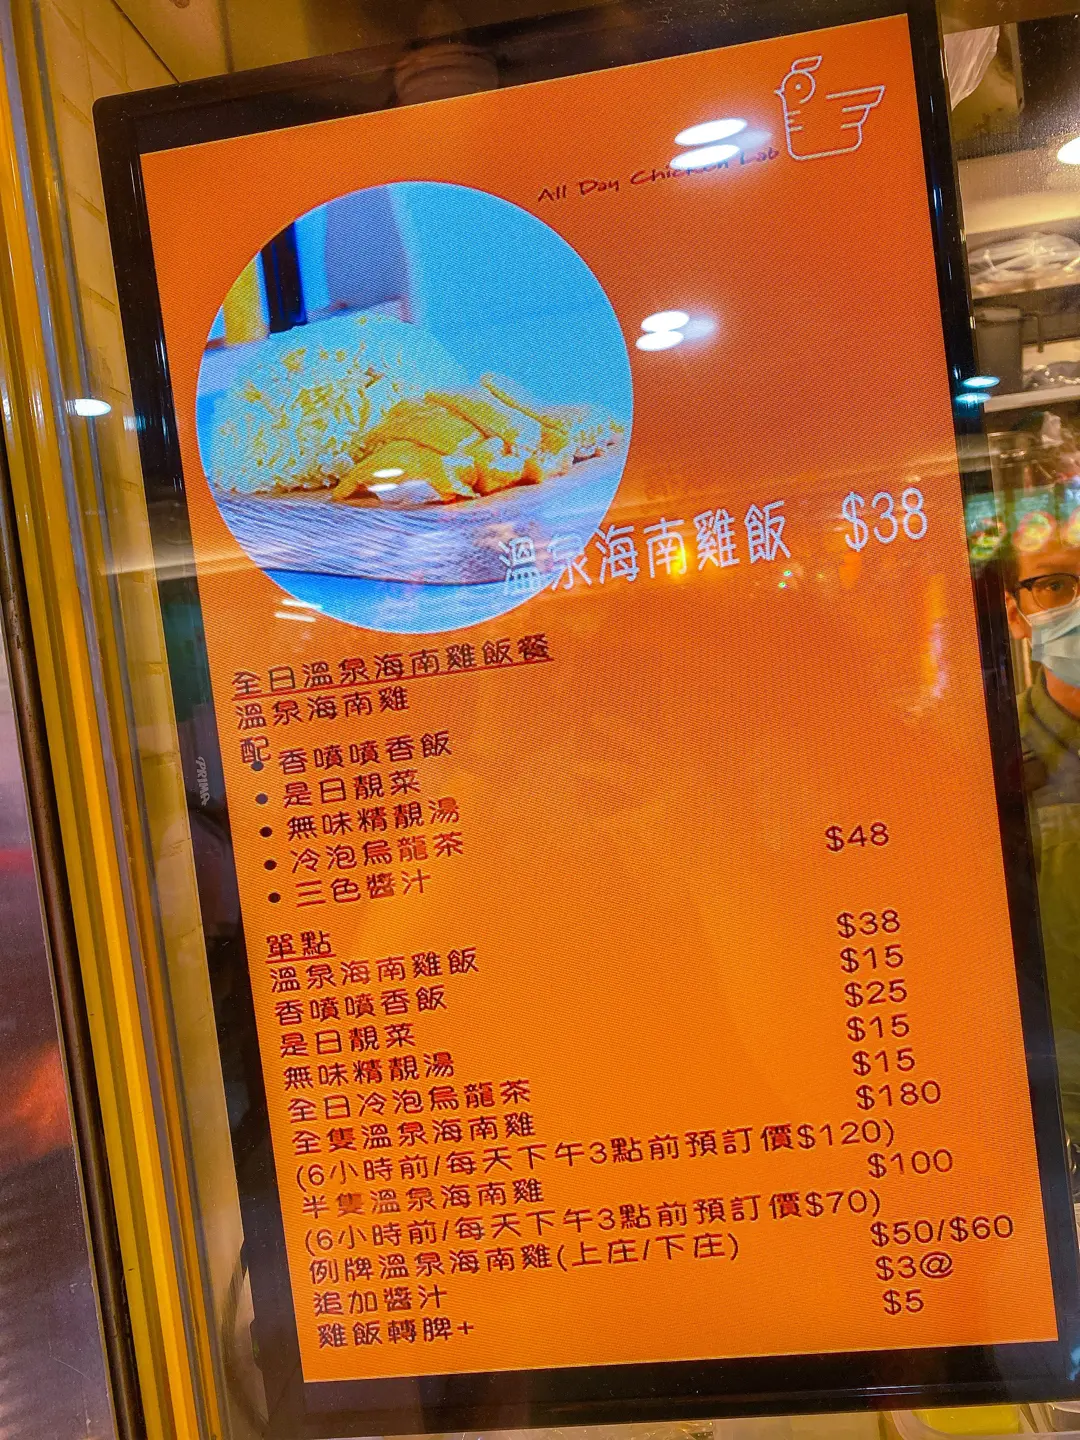 All Day Chicken Lab
溫泉海南雞飯 $38
全日溫泉海南雞飯餐
溫泉海南雞
配
• 香噴噴香飯
• 是日靚菜
• 無味精靚湯
• 冷泡烏龍茶 $48
• 三色醬汁
單點
溫泉海南雞飯 $38
香噴噴香飯 $15
是日靚菜 $25
無味精靚湯 $15
全日冷泡烏龍茶 $15
全隻溫泉海南雞 $180
(6小時前/每天下午3點前預訂價$120)
半隻溫泉海南雞 $100
(6小時前/每天下午3點前預訂價$70)
例牌溫泉海南雞(上庄/下庄) $50/$60
追加醬汁 $3@
雞飯轉脾+ $5
PRIMA